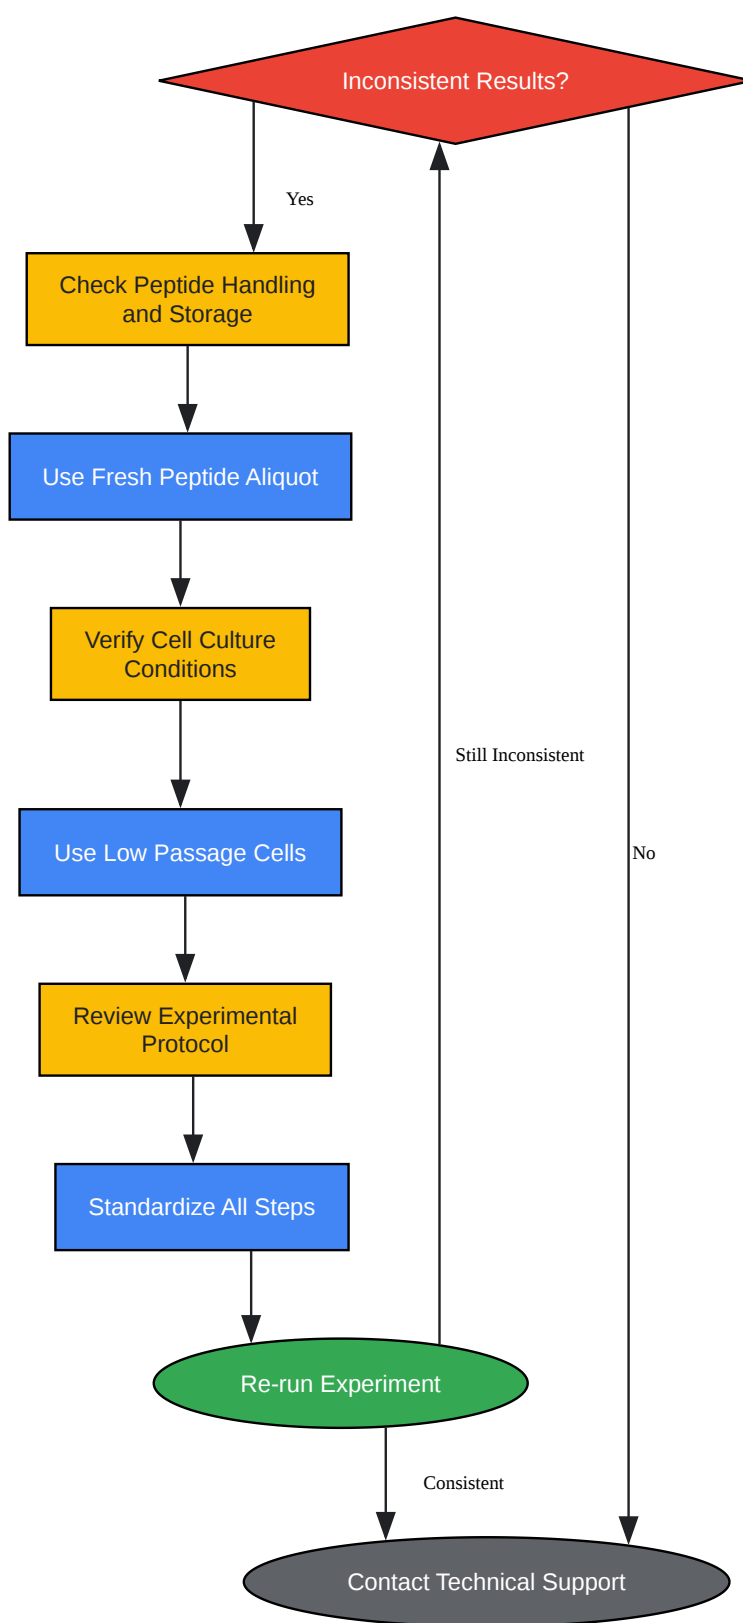 Inconsistent Results?
Yes
Check Peptide Handling
and Storage
Use Fresh Peptide Aliquot
Verify Cell Culture
Conditions
Still Inconsistent
No
Use Low Passage Cells
Review Experimental
Protocol
Standardize All Steps
Re-run Experiment
Consistent
Contact Technical Support